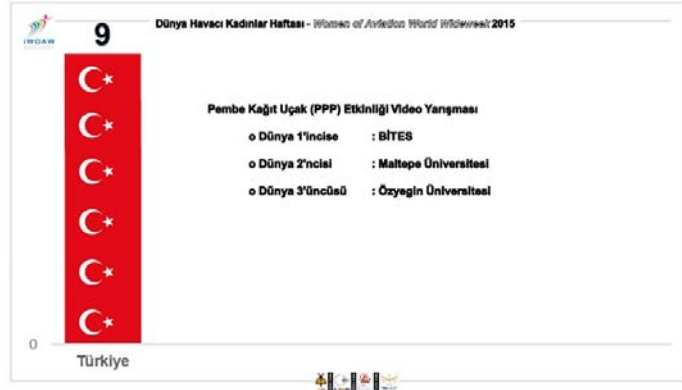 Dünya Havacı Kadınlar Haftası - Women of Aviation World Wideweek 2015
iWOAW
9
Pembe Kağıt Uçak (PPP) Etkinliği Video Yarışması
o Dünya 1'incise : BİTES
o Dünya 2'ncisi : Maltepe Üniversitesi
o Dünya 3'üncüsü : Özyegin Üniversitesi
0
Türkiye